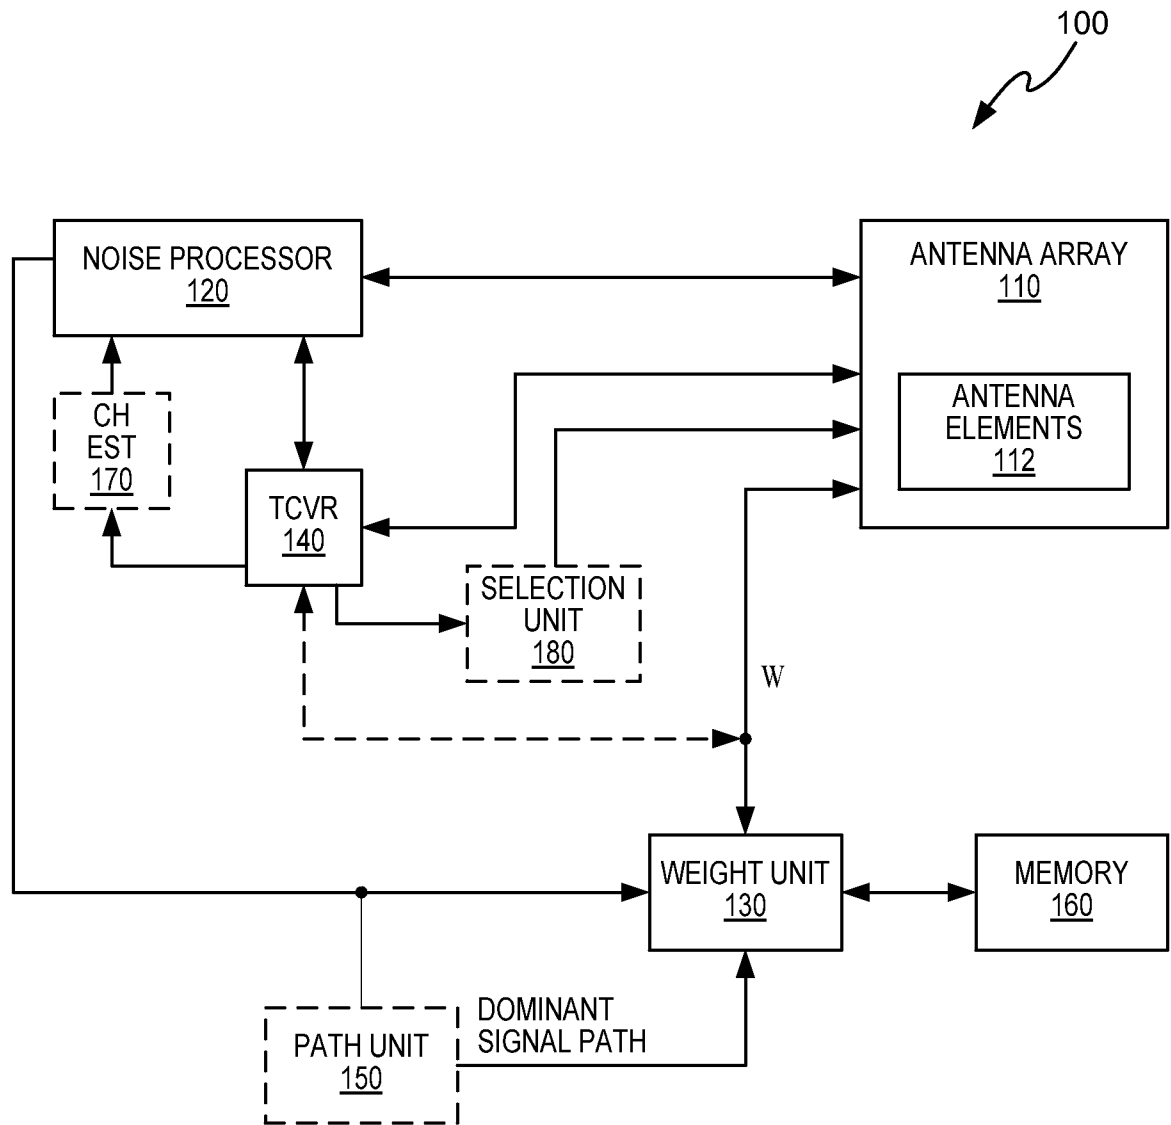 100
NOISE PROCESSOR
120
ANTENNA ARRAY
110
CH
EST
170
ANTENNA
ELEMENTS
112
TCVR
140
SELECTION
UNIT
180
W
WEIGHT UNIT
130
MEMORY
160
DOMINANT
SIGNAL PATH
PATH UNIT
150